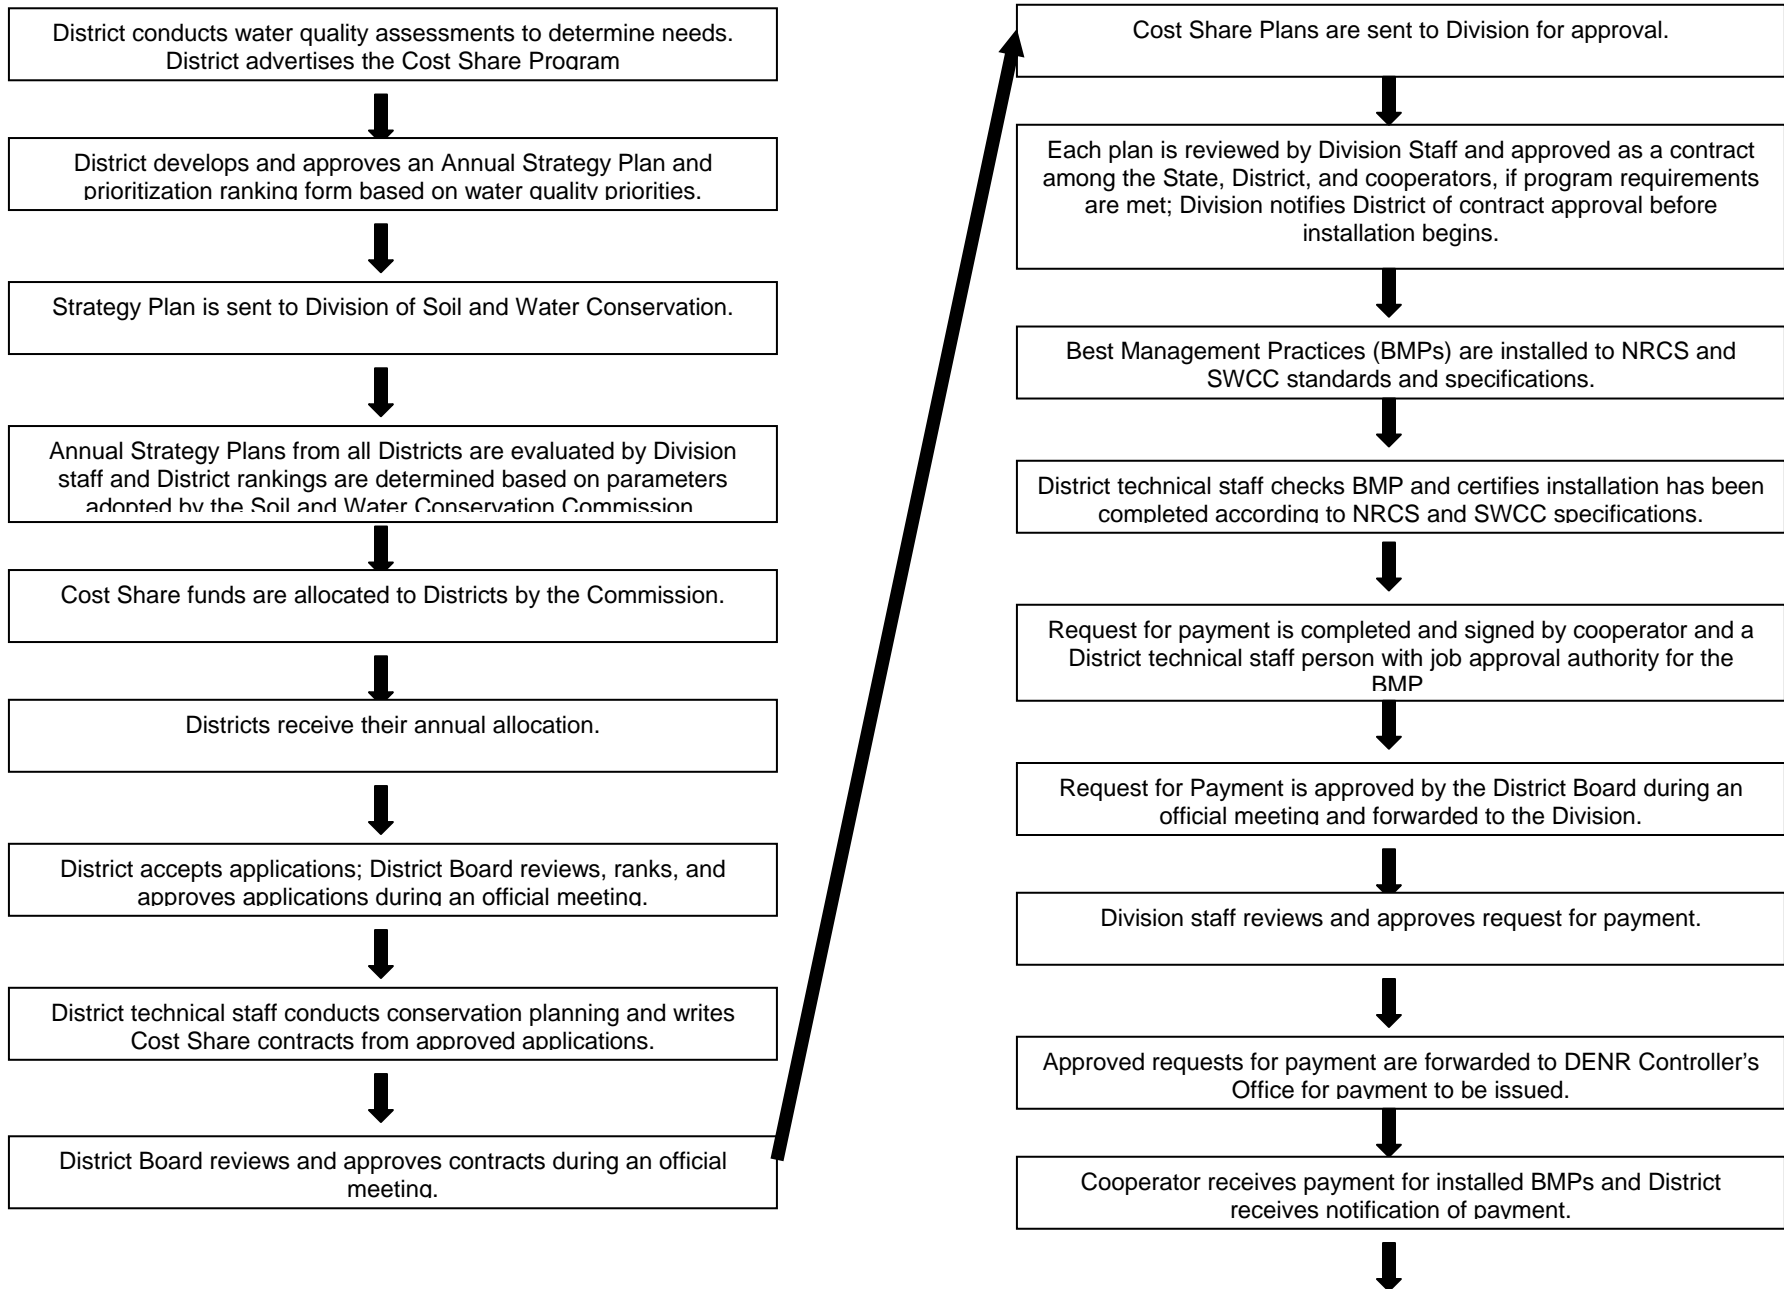 District conducts water quality assessments to determine needs.
District advertises the Cost Share Program
District develops and approves an Annual Strategy Plan and
prioritization ranking form based on water quality priorities.
Strategy Plan is sent to Division of Soil and Water Conservation.
Annual Strategy Plans from all Districts are evaluated by Division
staff and District rankings are determined based on parameters
adopted by the Soil and Water Conservation Commission
Cost Share funds are allocated to Districts by the Commission.
Districts receive their annual allocation.
District accepts applications; District Board reviews, ranks, and
approves applications during an official meeting.
District technical staff conducts conservation planning and writes
Cost Share contracts from approved applications.
District Board reviews and approves contracts during an official
meeting.
Cost Share Plans are sent to Division for approval.
Each plan is reviewed by Division Staff and approved as a contract
among the State, District, and cooperators, if program requirements
are met; Division notifies District of contract approval before
installation begins.
Best Management Practices (BMPs) are installed to NRCS and
SWCC standards and specifications.
District technical staff checks BMP and certifies installation has been
completed according to NRCS and SWCC specifications.
Request for payment is completed and signed by cooperator and a
District technical staff person with job approval authority for the
BMP
Request for Payment is approved by the District Board during an
official meeting and forwarded to the Division.
Division staff reviews and approves request for payment.
Approved requests for payment are forwarded to DENR Controller's
Office for payment to be issued.
Cooperator receives payment for installed BMPs and District
receives notification of payment.